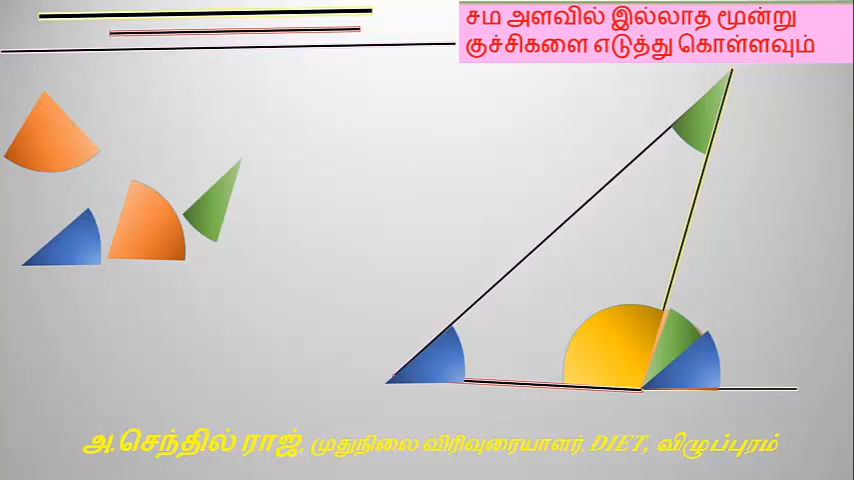 சம அளவில் இல்லாத மூன்று
குச்சிகளை எடுத்து கொள்ளவும்
அ.செந்தில் ராஜ், முதுநிலை விரிவுரையாளர், DIET, விழுப்புரம்